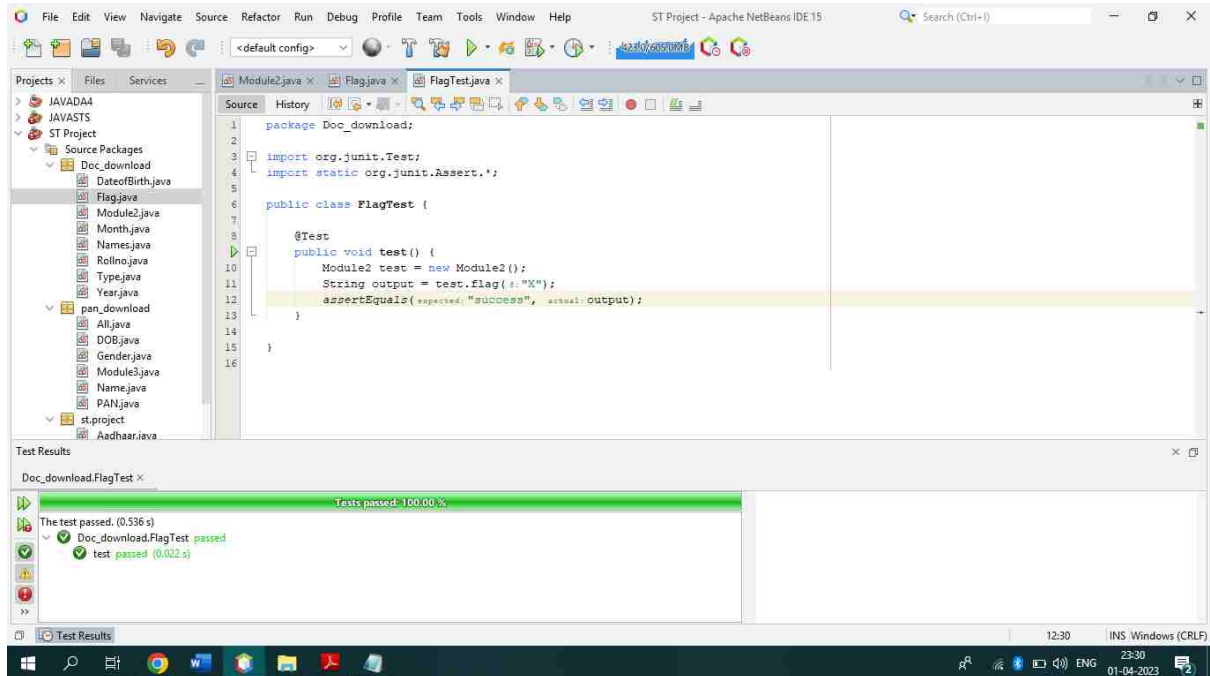 File Edit View Navigate Source Refactor Run Debug Profile Team Tools Window Help ST Project - Apache NetBeans IDE 15 Search (Ctrl+I)
<default config>
Projects Files Services
Module2.java Flag.java FlagTest.java
JAVADA4
JAVASTS
ST Project
Source Packages
Doc_download
DateofBirth.java
Flag.java
Module2.java
Month.java
Names.java
Rollno.java
Type.java
Year.java
pan_download
All.java
DOB.java
Gender.java
Module3.java
Name.java
PAN.java
st.project
Aadhaar.java
Source History
1 package Doc_download;
2
3 import org.junit.Test;
4 import static org.junit.Assert.*;
5
6 public class FlagTest {
7
8 @Test
public void test() {
10 Module2 test = new Module2();
11 String output = test.flag("X");
12 assertEquals(expected: "success", actual: output);
13 }
14
15 }
16
Test Results
Doc_download.FlagTest
Tests passed: 100.00 %
The test passed. (0.536 s)
Doc_download.FlagTest passed
test passed (0.022 s)
Test Results
12:30 INS Windows (CRLF)
ENG 23:30
01-04-2023